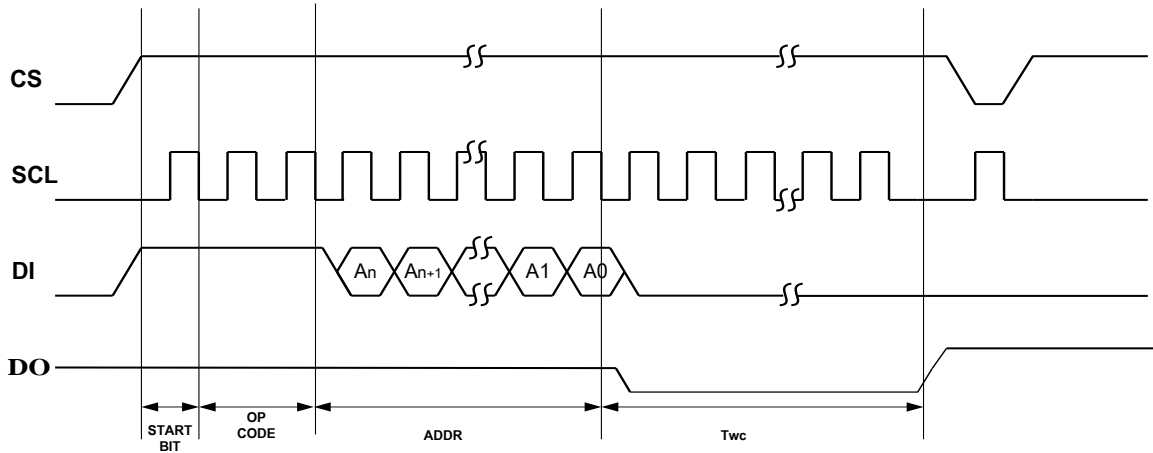 CS
SCL
DI
An
An+1
A1
A0
DO
START
BIT
OP
CODE
ADDR
Twc